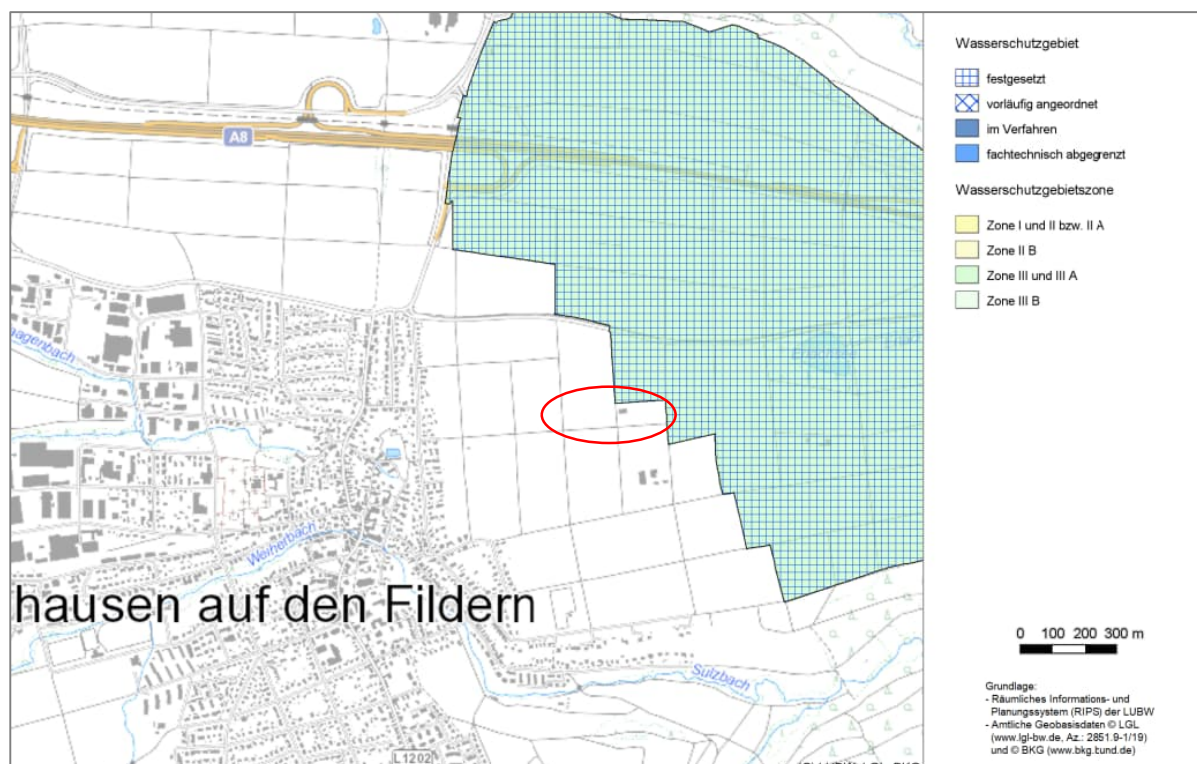 A8
hagenbach
Weiherbach
hausen auf den Fildern
Sulzbach
L1202
Wasserschutzgebiet
festgesetzt
vorläufig angeordnet
im Verfahren
fachtechnisch abgegrenzt
Wasserschutzgebietszone
Zone I und II bzw. II A
Zone II B
Zone III und III A
Zone III B
0 100 200 300 m
Grundlage:
- Räumliches Informations- und
Planungssystem (RIPS) der LUBW
- Amtliche Geobasisdaten © LGL
(www.lgl-bw.de, Az.: 2851.9-1/19)
und © BKG (www.bkg.bund.de)